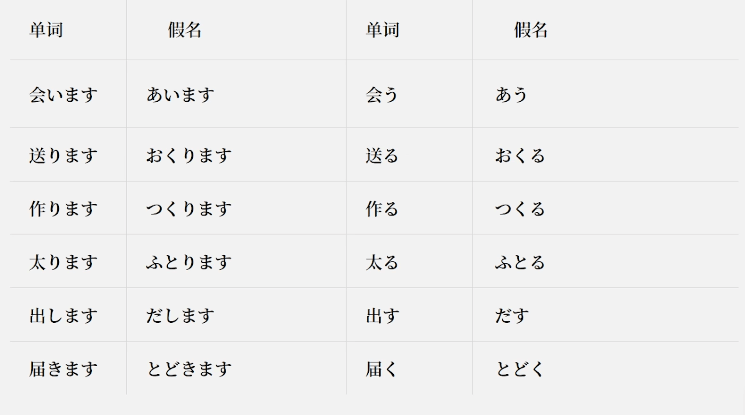 单词 假名 单词 假名
会います あいます 会う あう
送ります おくります 送る おくる
作ります つくります 作る つくる
太ります ふとります 太る ふとる
出します だします 出す だす
届きます とどきます 届く とどく